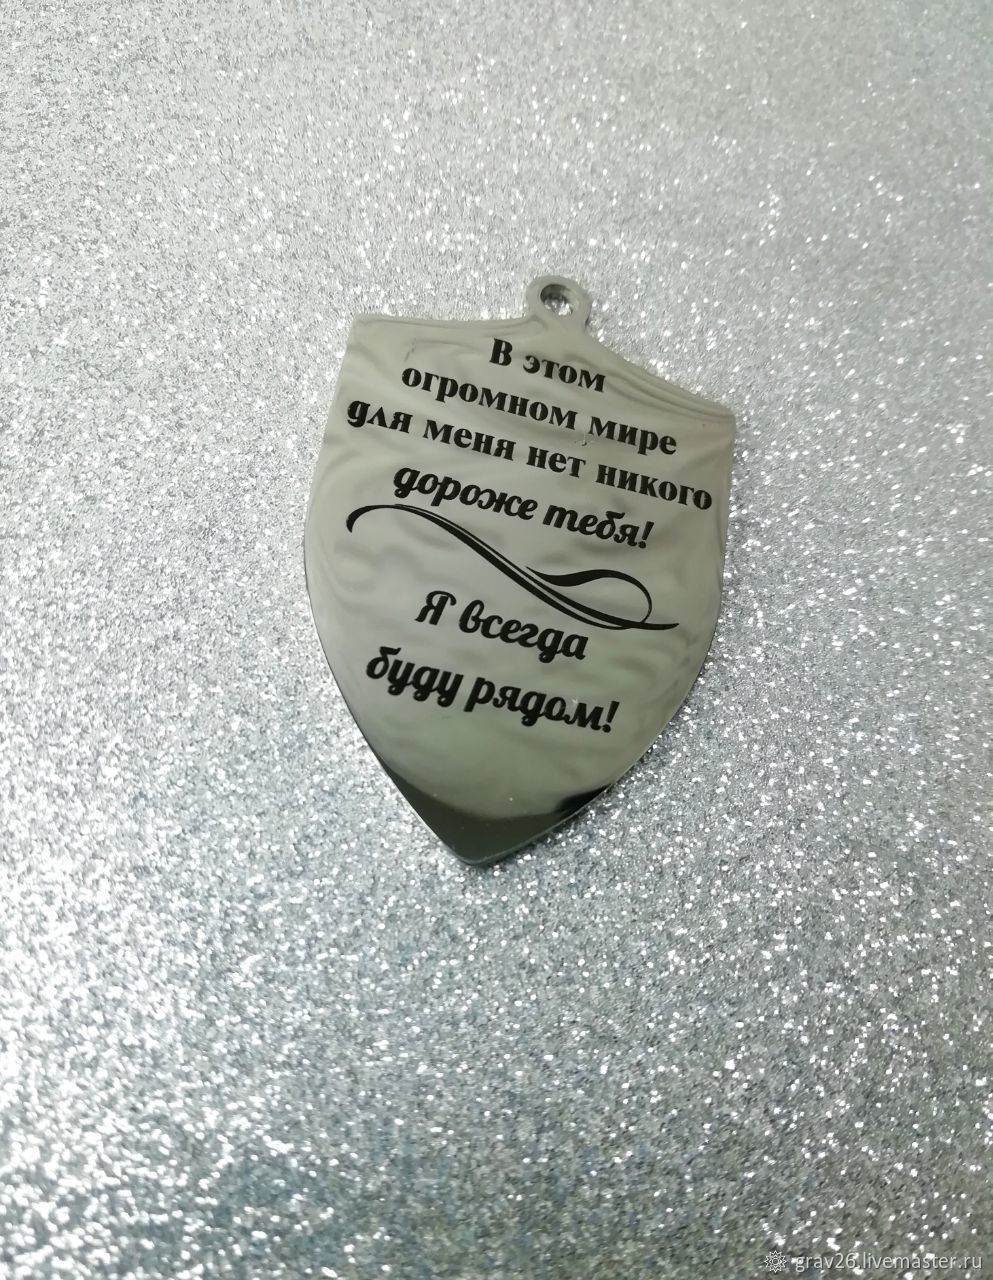 В этом
огромном мире
для меня нет никого
дороже тебя!
Я всегда
буду рядом!
grav26.livemaster.ru